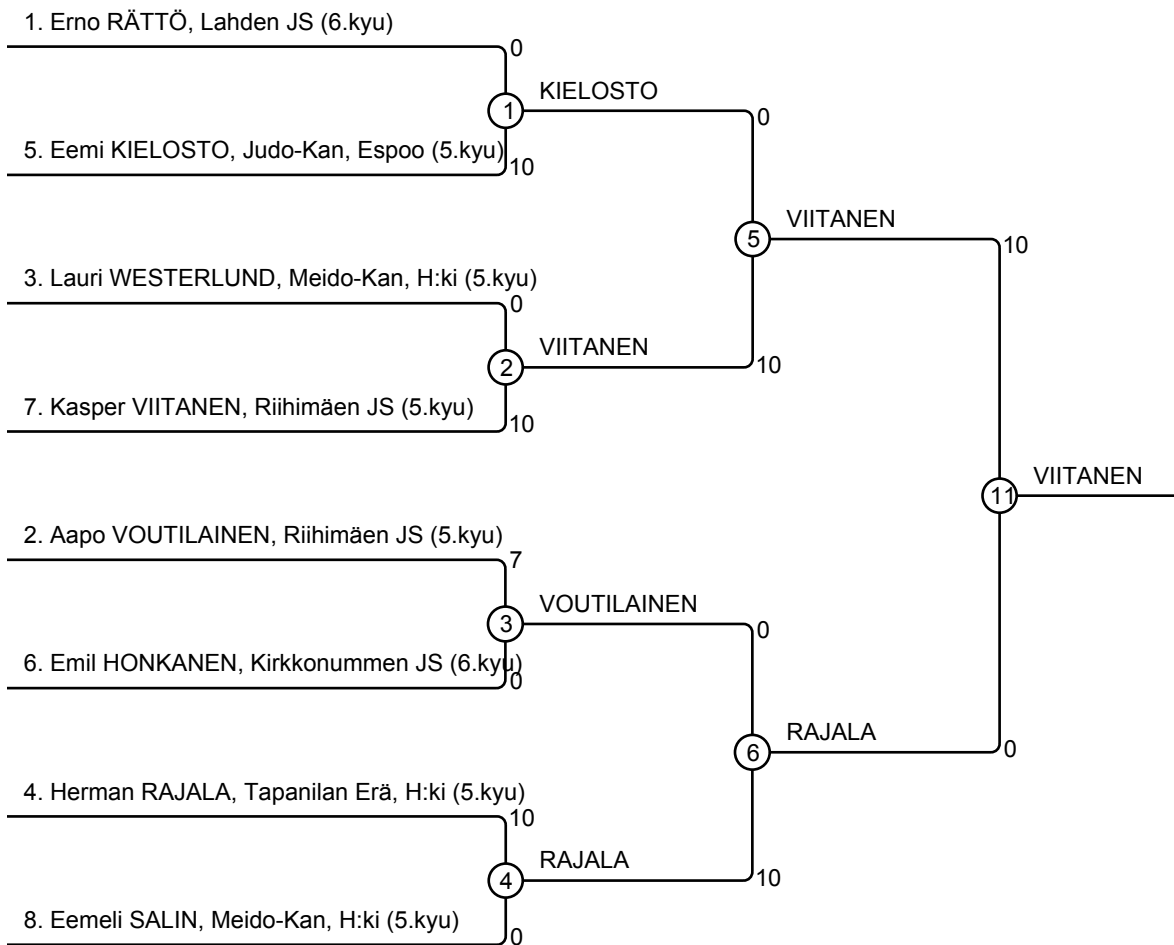 1. Erno RÄTTÖ, Lahden JS (6.kyu)
0
1
KIELOSTO
0
5. Eemi KIELOSTO, Judo-Kan, Espoo (5.kyu)
10
5
VIITANEN
10
3. Lauri WESTERLUND, Meido-Kan, H:ki (5.kyu)
0
2
VIITANEN
10
7. Kasper VIITANEN, Riihimäen JS (5.kyu)
10
11
VIITANEN
2. Aapo VOUTILAINEN, Riihimäen JS (5.kyu)
7
3
VOUTILAINEN
0
6. Emil HONKANEN, Kirkkonummen JS (6.kyu)
0
6
RAJALA
0
4. Herman RAJALA, Tapanilan Erä, H:ki (5.kyu)
10
4
RAJALA
10
8. Eemeli SALIN, Meido-Kan, H:ki (5.kyu)
0